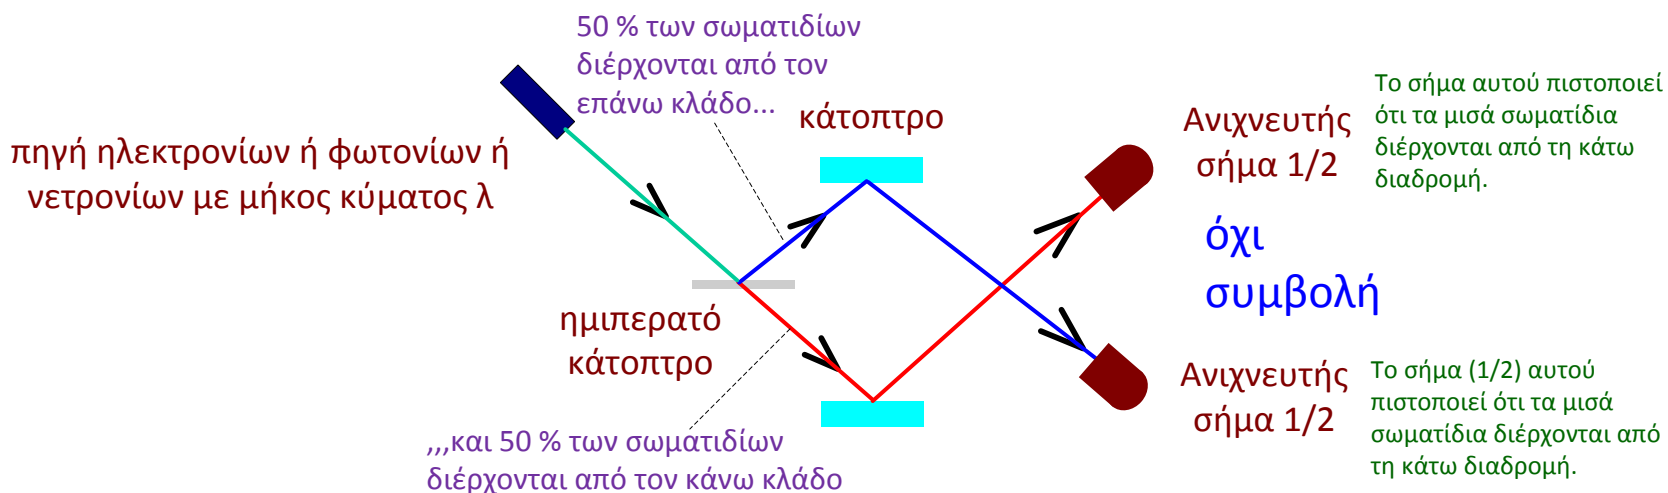 50 % των σωματιδίων
διέρχονται από τον
επάνω κλάδο...
κάτοπτρο
πηγή ηλεκτρονίων ή φωτονίων ή
νετρονίων με μήκος κύματος λ
Ανιχνευτής
σήμα 1/2
Το σήμα αυτού πιστοποιεί
ότι τα μισά σωματίδια
διέρχονται από τη κάτω
διαδρομή.
όχι
συμβολή
ημιπερατό
κάτοπτρο
Ανιχνευτής
σήμα 1/2
Το σήμα (1/2) αυτού
πιστοποιεί ότι τα μισά
σωματίδια διέρχονται από
τη κάτω διαδρομή.
,,,και 50 % των σωματιδίων
διέρχονται από τον κάνω κλάδο